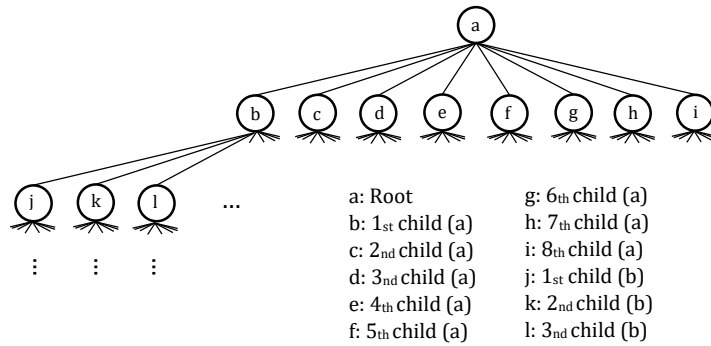 a
b c d e f g h i
j k l ...
a: Root
b: 1st child (a)
c: 2nd child (a)
d: 3nd child (a)
e: 4th child (a)
f: 5th child (a)
g: 6th child (a)
h: 7th child (a)
i: 8th child (a)
j: 1st child (b)
k: 2nd child (b)
l: 3nd child (b)